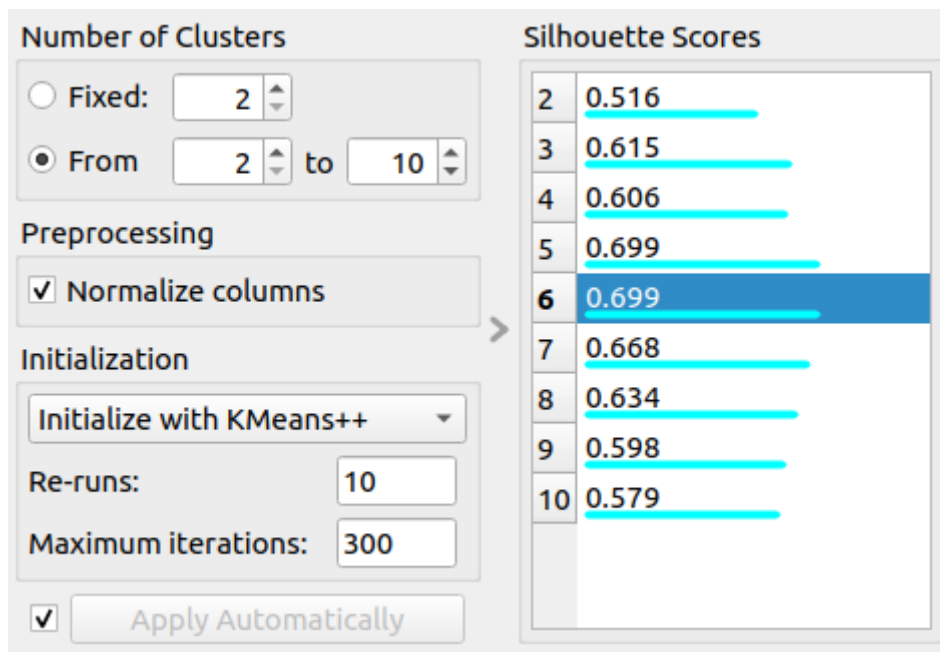 Number of Clusters
Fixed: 2
From 2 to 10
Preprocessing
Normalize columns
Initialization
Initialize with KMeans++
Re-runs: 10
Maximum iterations: 300
Apply Automatically
Silhouette Scores
2 0.516
3 0.615
4 0.606
5 0.699
6 0.699
7 0.668
8 0.634
9 0.598
10 0.579